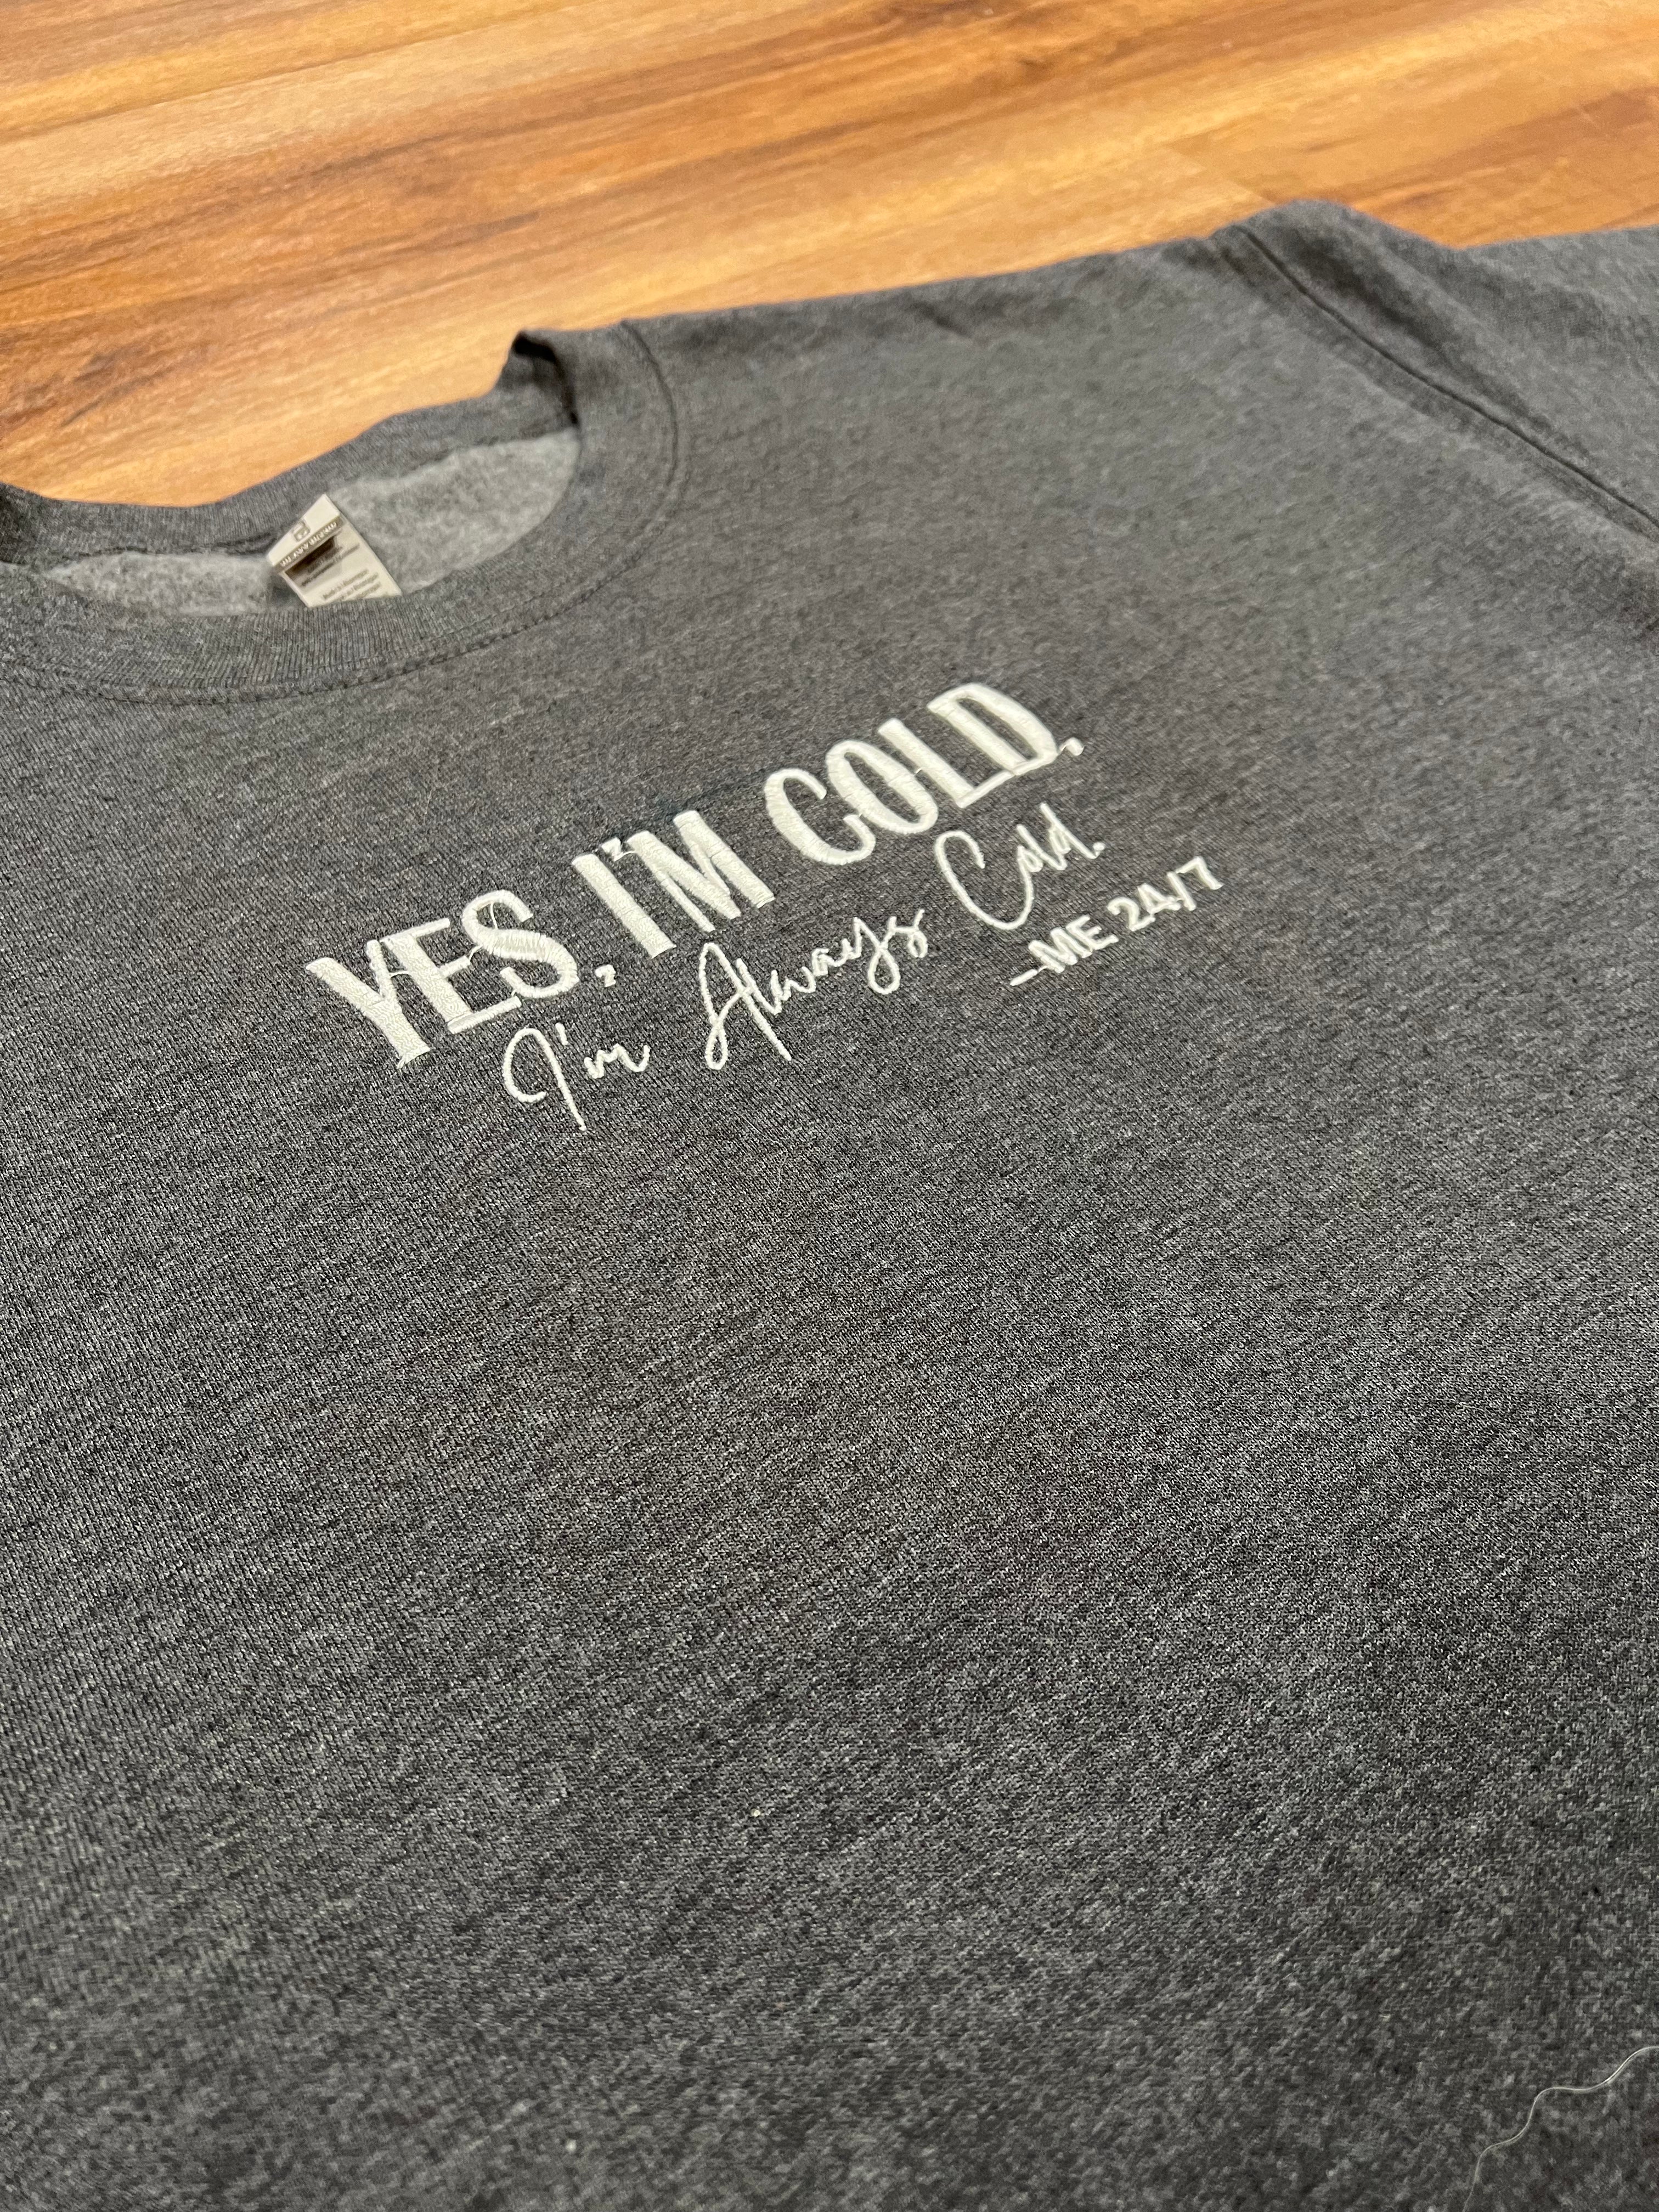 YES, I'M COLD.
I'm Always Cold.
-ME 24/7